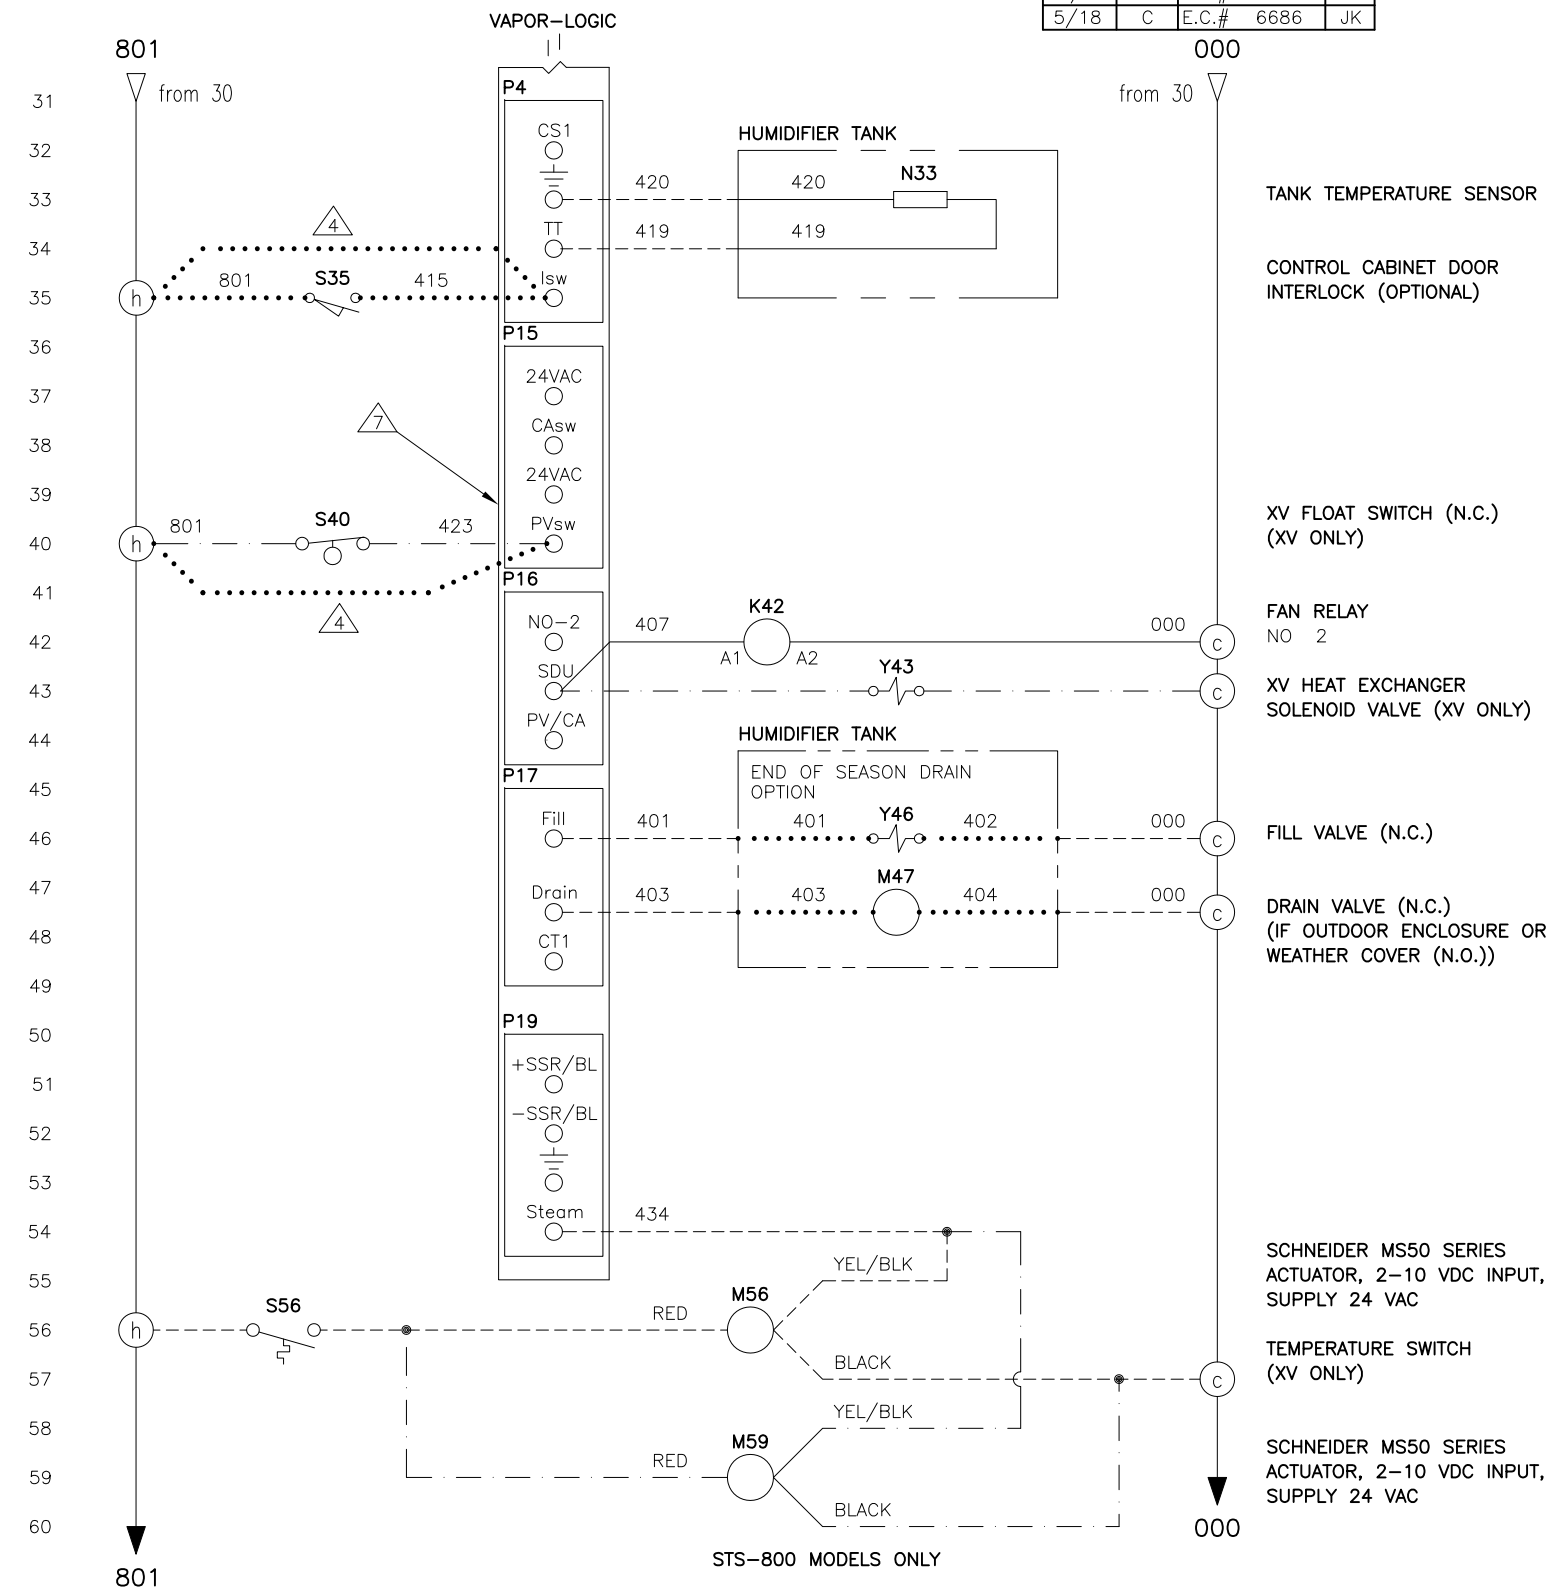 VAPOR–LOGIC
5/18 C E.C.# 6686 JK
801
000
from 30
from 30
31
P4
CS1
32
HUMIDIFIER TANK
33
420
420
N33
TANK TEMPERATURE SENSOR
4
TT
34
419
419
CONTROL CABINET DOOR
INTERLOCK (OPTIONAL)
801
S35
415
Isw
35
h
36
P15
24VAC
37
7
CAsw
38
24VAC
39
XV FLOAT SWITCH (N.C.)
(XV ONLY)
801
S40
423
PVsw
40
h
41
P16
4
K42
FAN RELAY
NO 2
42
NO–2
407
A1
A2
000
c
SDU
Y43
43
c
XV HEAT EXCHANGER
SOLENOID VALVE (XV ONLY)
PV/CA
44
HUMIDIFIER TANK
45
P17
END OF SEASON DRAIN
OPTION
Fill
46
401
401
Y46
402
000
c
FILL VALVE (N.C.)
47
M47
Drain
403
403
404
000
c
DRAIN VALVE (N.C.)
(IF OUTDOOR ENCLOSURE OR
WEATHER COVER (N.O.))
48
CT1
49
50
P19
51
+SSR/BL
52
–SSR/BL
53
Steam
54
434
SCHNEIDER MS50 SERIES
ACTUATOR, 2–10 VDC INPUT,
SUPPLY 24 VAC
55
YEL/BLK
S56
RED
M56
56
h
TEMPERATURE SWITCH
(XV ONLY)
57
BLACK
c
58
YEL/BLK
RED
M59
59
SCHNEIDER MS50 SERIES
ACTUATOR, 2–10 VDC INPUT,
SUPPLY 24 VAC
60
BLACK
000
STS–800 MODELS ONLY
801